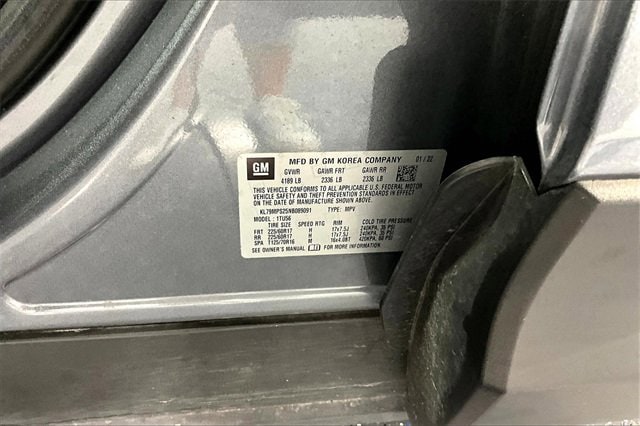 GM
MFD BY GM KOREA COMPANY 01 / 22
GVWR GAWR FRT GAWR RR
4189 LB 2336 LB 2336 LB
THIS VEHICLE CONFORMS TO ALL APPLICABLE U.S. FEDERAL MOTOR
VEHICLE SAFETY AND THEFT PREVENTION STANDARDS IN EFFECT
ON THE DATE OF MANUFACTURE SHOWN ABOVE.
KL79MPS25NB089091 TYPE: MPV
MODEL: 1TU56
TIRE SIZE SPEED RTG RIM COLD TIRE PRESSURE
FRT 225/60R17 H 17x7.5J 240KPA, 35 PSI
RR 225/60R17 H 17x7.5J 240KPA, 35 PSI
SPA T125/70R16 M 16x4.0BT 420KPA, 60 PSI
SEE OWNER'S MANUAL FOR MORE INFORMATION